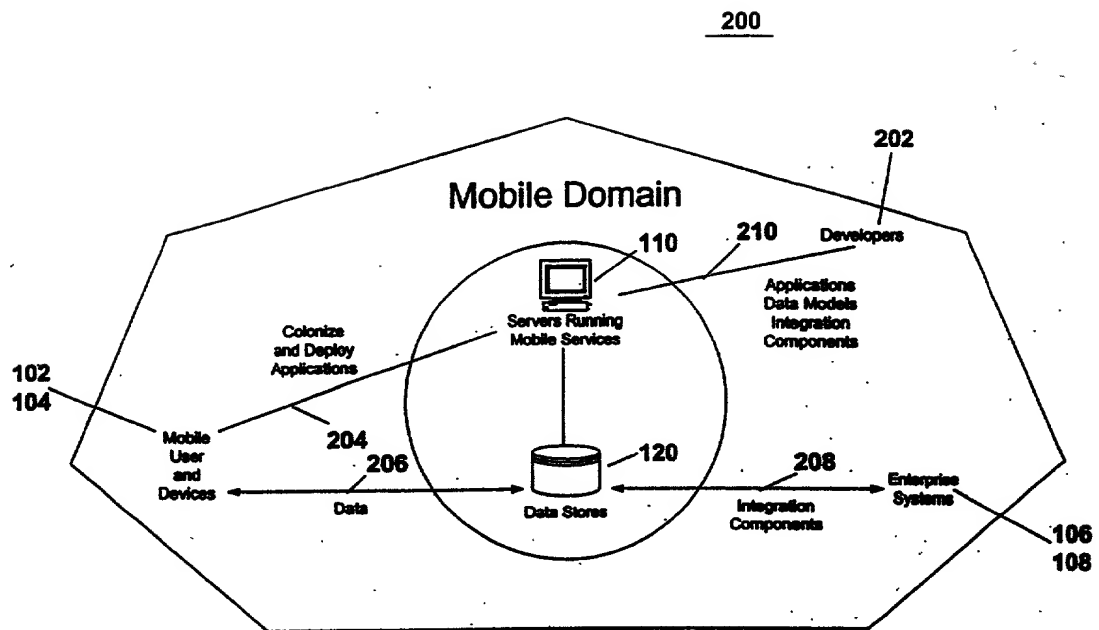 200
202
Mobile Domain
110
210
Developers
Servers Running
Mobile Services
Applications
Data Models
Integration
Components
Colonize
and Deploy
Applications
102
104
204
Mobile
User
and
Devices
206
Data
120
Data Stores
208
Integration
Components
Enterprise
Systems
106
108